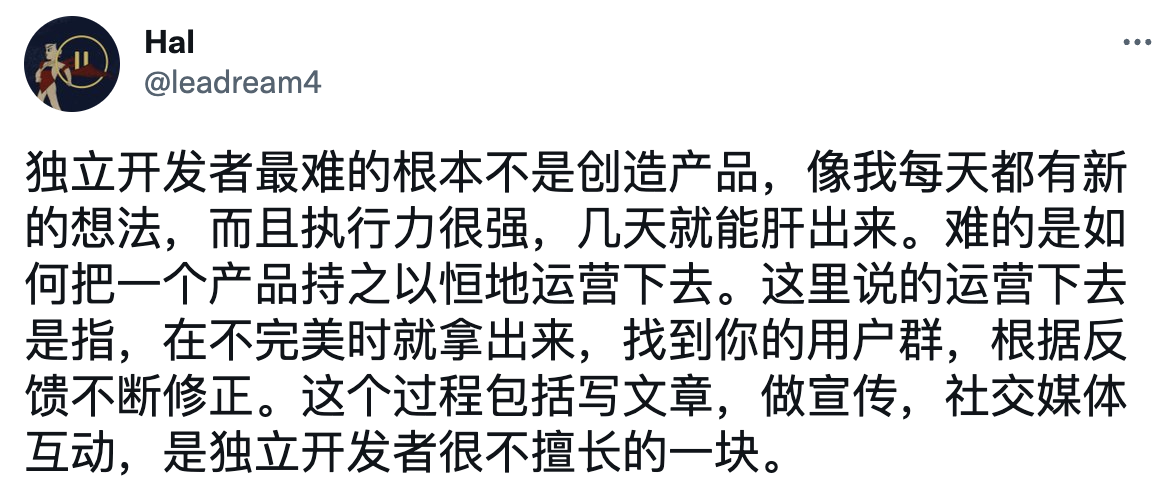 Hal
@leadream4
独立开发者最难的根本不是创造产品，像我每天都有新
的想法，而且执行力很强，几天就能肝出来。难的是如
何把一个产品持之以恒地运营下去。这里说的运营下去
是指，在不完美时就拿出来，找到你的用户群，根据反
馈不断修正。这个过程包括写文章，做宣传，社交媒体
互动，是独立开发者很不擅长的一块。